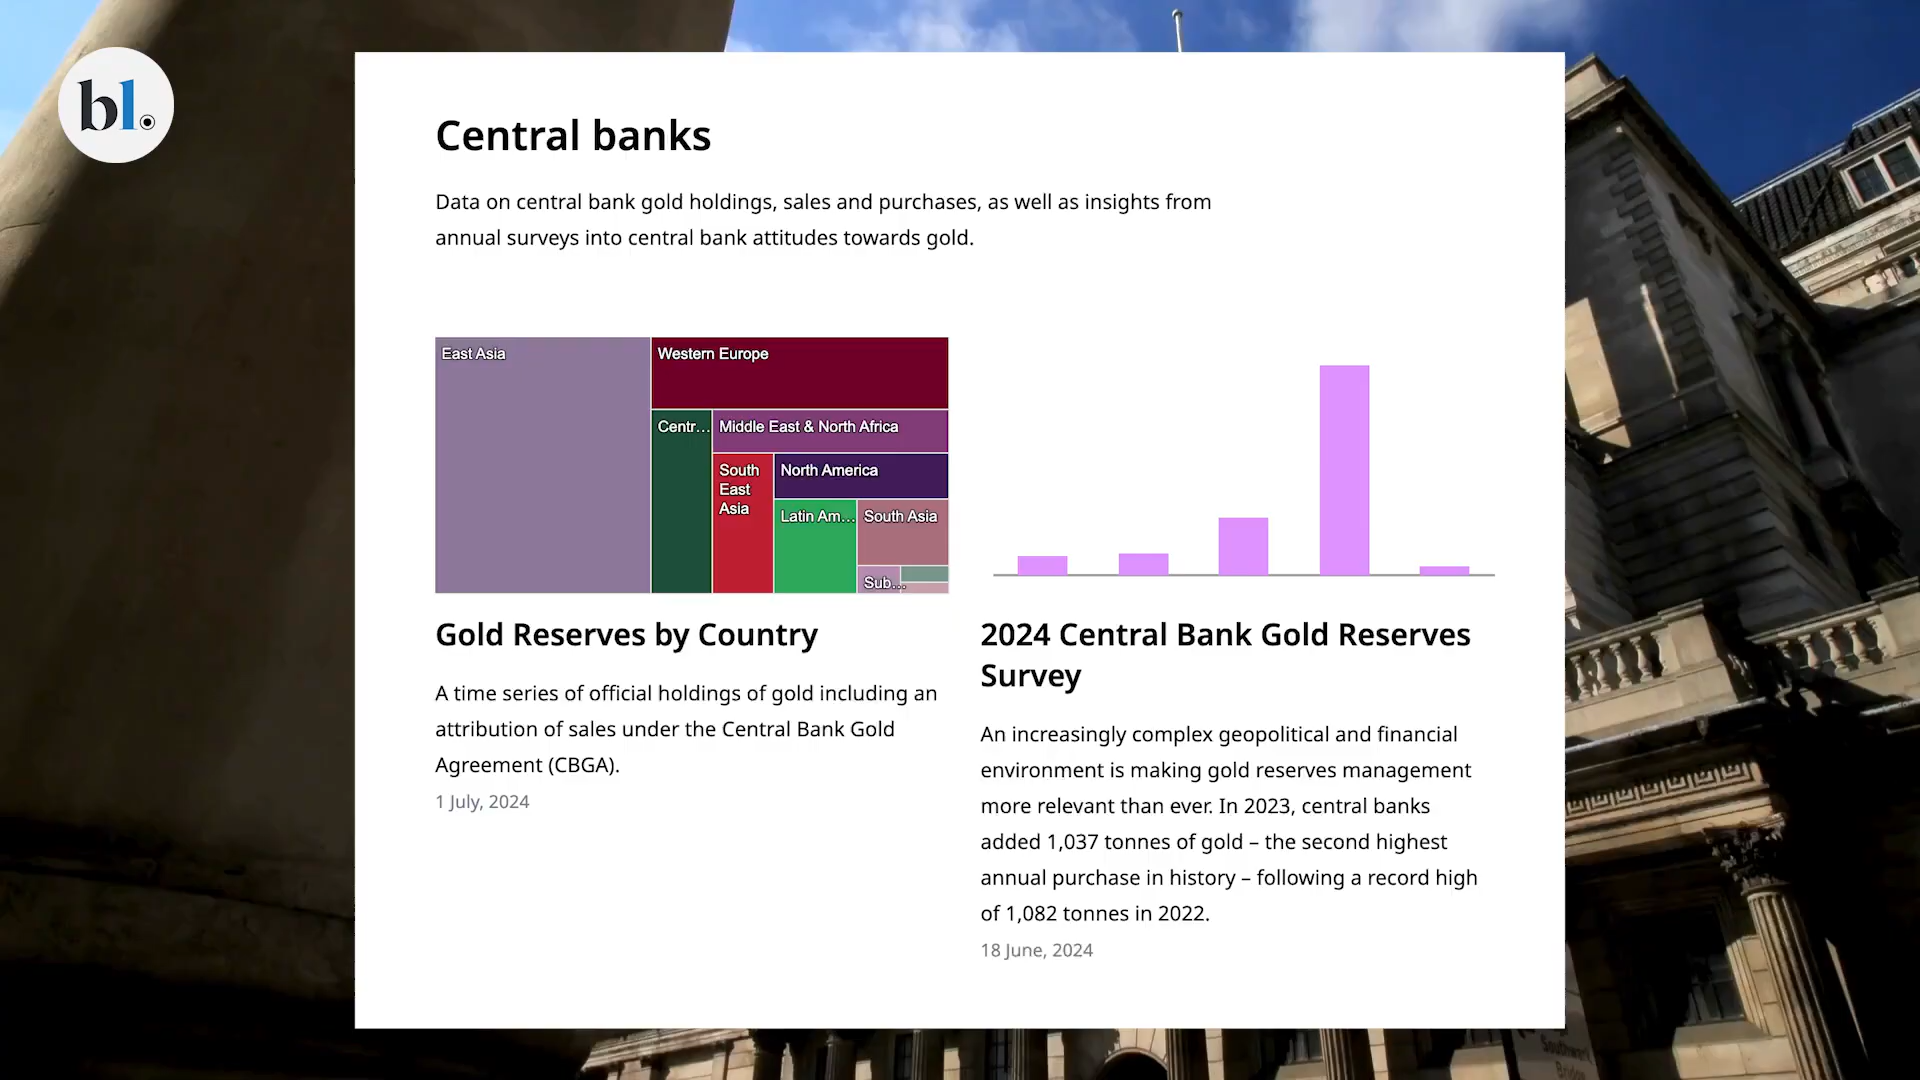 bl.
Central banks
Data on central bank gold holdings, sales and purchases, as well as insights from
annual surveys into central bank attitudes towards gold.
East Asia
Western Europe
Centr...
Middle East & North Africa
South
East
Asia
North America
Latin Am...
South Asia
Sub...
Gold Reserves by Country
A time series of official holdings of gold including an
attribution of sales under the Central Bank Gold
Agreement (CBGA).
1 July, 2024
2024 Central Bank Gold Reserves
Survey
An increasingly complex geopolitical and financial
environment is making gold reserves management
more relevant than ever. In 2023, central banks
added 1,037 tonnes of gold – the second highest
annual purchase in history – following a record high
of 1,082 tonnes in 2022.
18 June, 2024
Southwark
Bridge